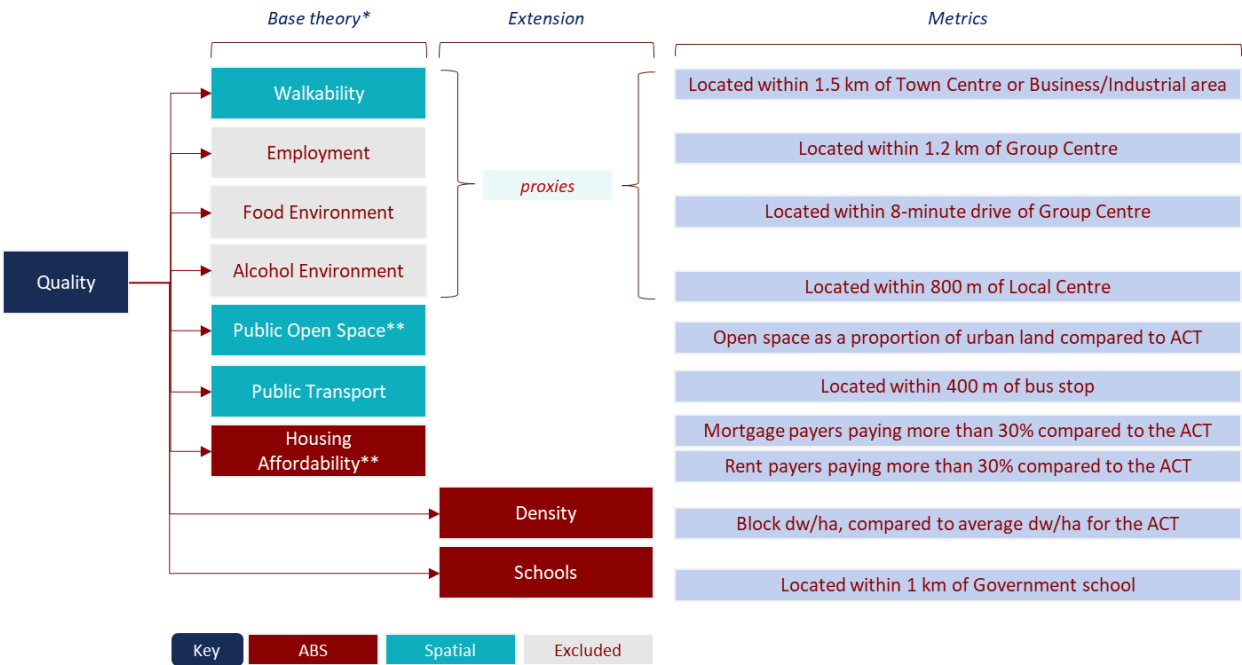 Base theory*
Extension
Metrics
Walkability
Employment
Food Environment
Alcohol Environment
Quality
Public Open Space**
Public Transport
Housing
Affordability**
proxies
Density
Schools
Located within 1.5 km of Town Centre or Business/Industrial area
Located within 1.2 km of Group Centre
Located within 8-minute drive of Group Centre
Located within 800 m of Local Centre
Open space as a proportion of urban land compared to ACT
Located within 400 m of bus stop
Mortgage payers paying more than 30% compared to the ACT
Rent payers paying more than 30% compared to the ACT
Block dw/ha, compared to average dw/ha for the ACT
Located within 1 km of Government school
Key
ABS
Spatial
Excluded